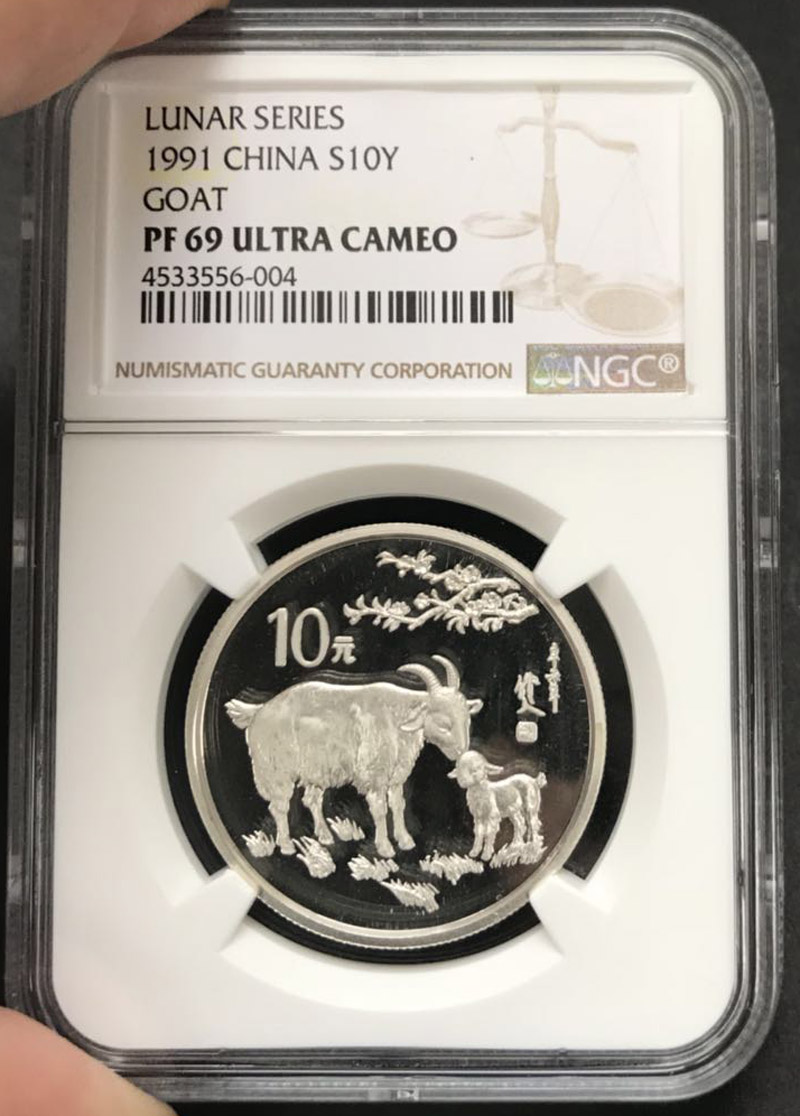 LUNAR SERIES
1991 CHINA S10Y
GOAT
PF 69 ULTRA CAMEO
4533556-004
NUMISMATIC GUARANTY CORPORATION
NGC®
10元